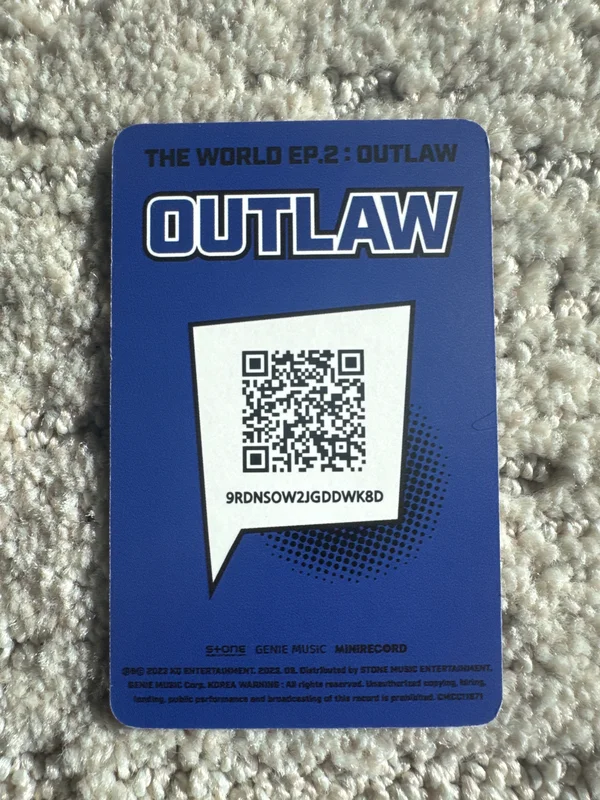 THE WORLD EP.2 : OUTLAW
OUTLAW
9RDNSOW2JGDDWK8D
STONE GENIE MUSIC MINIRECORD
℗© 2023 KQ ENTERTAINMENT. 2023. 05. Distributed by STONE MUSIC ENTERTAINMENT,
GENIE MUSIC Corp. KOREA WARNING : All rights reserved. Unauthorized copying, hiring,
lending, public performance and broadcasting of this record is prohibited. CMCC11871